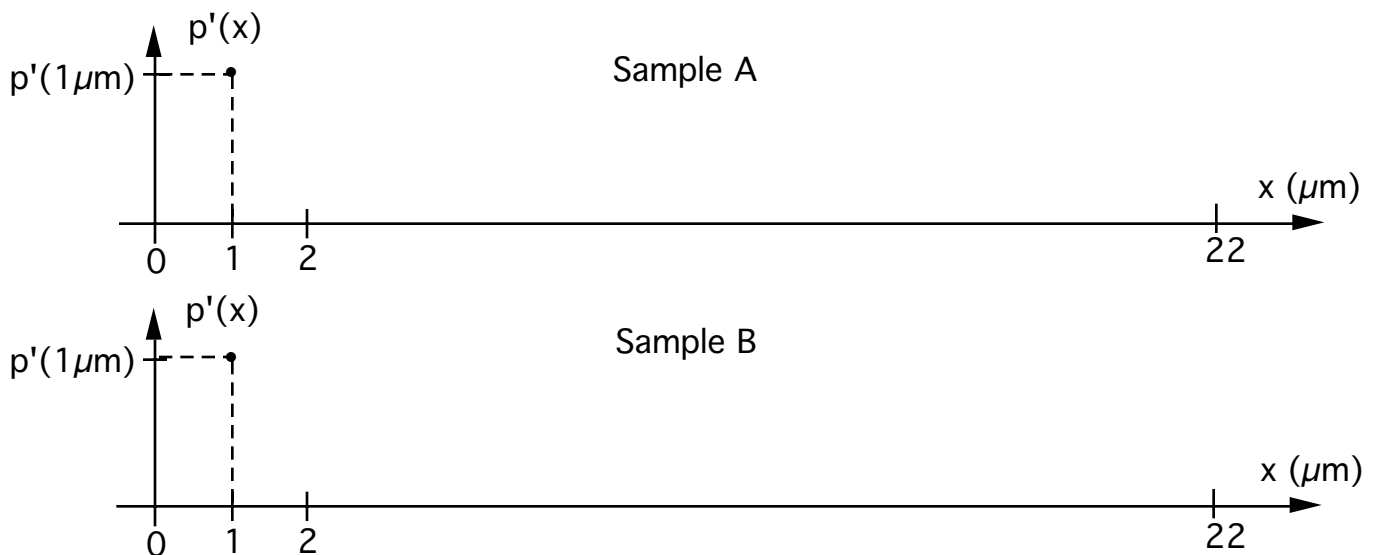 p'(x)
p'(1µm)
Sample A
x (µm)
0 1 2 22
p'(x)
p'(1µm)
Sample B
x (µm)
0 1 2 22